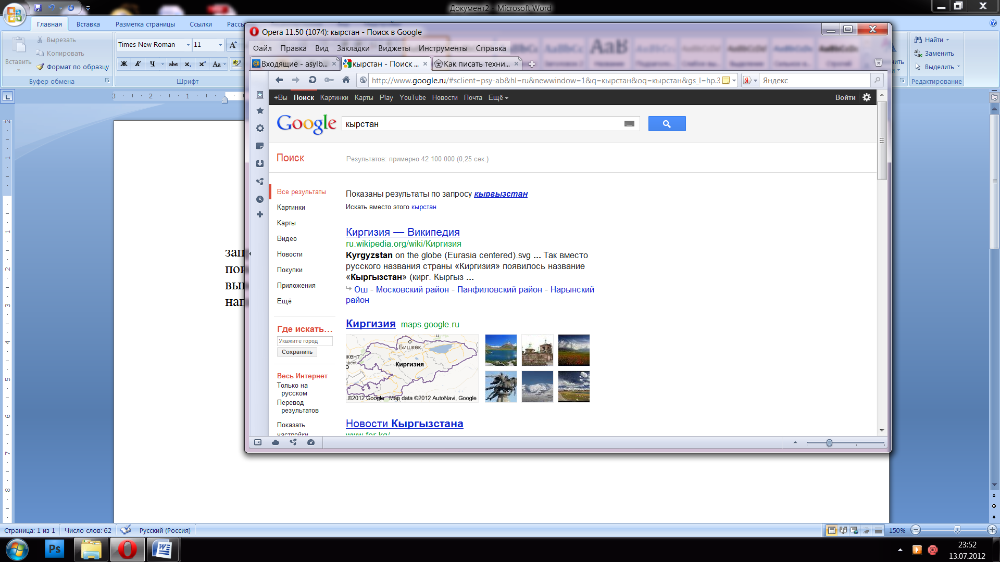 Документ2 - Microsoft Word
Главная
Вставка
Разметка страницы
Ссылки
Вырезать
Копировать
Формат по образцу
Вставить
Буфер обмена
Times New Roman
11
Ж К Ч abc x₂ x² Aa
Шрифт
Найти
Заменить
Выделить
Редактирование
Opera 11.50 (1074): кырстан - Поиск в Google
Файл Правка Вид Закладки Виджеты Инструменты Справка
Входящие - asylb...
кырстан - Поиск ...
Как писать техни...
http://www.google.ru/#sclient=psy-ab&hl=ru&newwindow=1&q=кырстан&oq=кырстан&gs_l=hp.3
Яндекс
+Вы Поиск Картинки Карты Play YouTube Новости Почта Ещё
Войти
Google
кырстан
Поиск
Результатов: примерно 42 100 000 (0,25 сек.)
Все результаты
Картинки
Карты
Видео
Новости
Покупки
Приложения
Ещё
Где искать...
Укажите город
Сохранить
Весь Интернет
Только на
русском
Перевод
результатов
Показать
настройки
Показаны результаты по запросу кыргызстан
Искать вместо этого кырстан
Киргизия — Википедия
ru.wikipedia.org/wiki/Киргизия
Kyrgyzstan on the globe (Eurasia centered).svg ... Так вместо
русского названия страны «Киргизия» появилось название
«Кыргызстан» (кирг. Кыргыз ...
Ош - Московский район - Панфиловский район - Нарынский
район
Киргизия maps.google.ru
Бишкек
Киргизия
©2012 Google Map data ©2012 AutoNavi, Google
Новости Кыргызстана
www.for.kg/
Страница: 1 из 1
Число слов: 62
Русский (Россия)
150%
Ps
23:52
13.07.2012